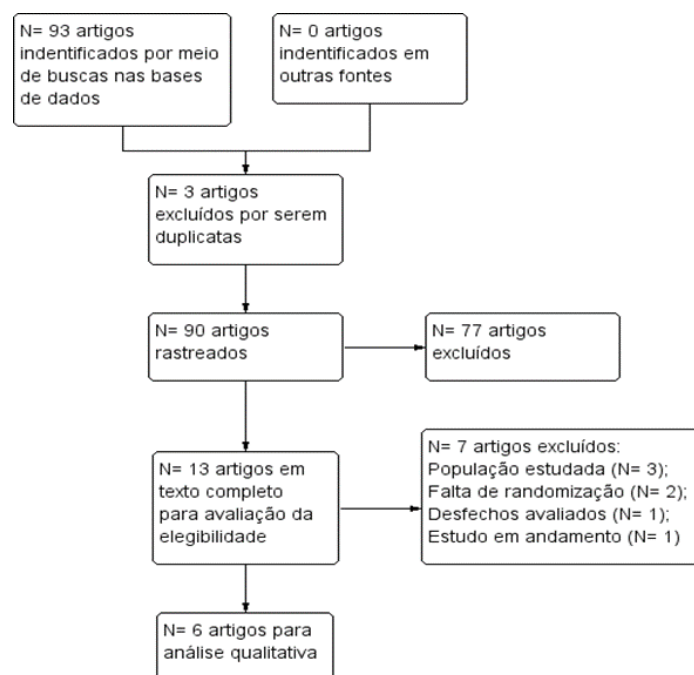 N= 93 artigos
indentificados por meio
de buscas nas bases
de dados
N= 0 artigos
indentificados em
outras fontes
N= 3 artigos
excluídos por serem
duplicatas
N= 90 artigos
rastreados
N= 77 artigos
excluídos
N= 13 artigos em
texto completo
para avaliação da
elegibilidade
N= 7 artigos excluídos:
População estudada (N= 3);
Falta de randomização (N= 2);
Desfechos avaliados (N= 1);
Estudo em andamento (N= 1)
N= 6 artigos para
análise qualitativa